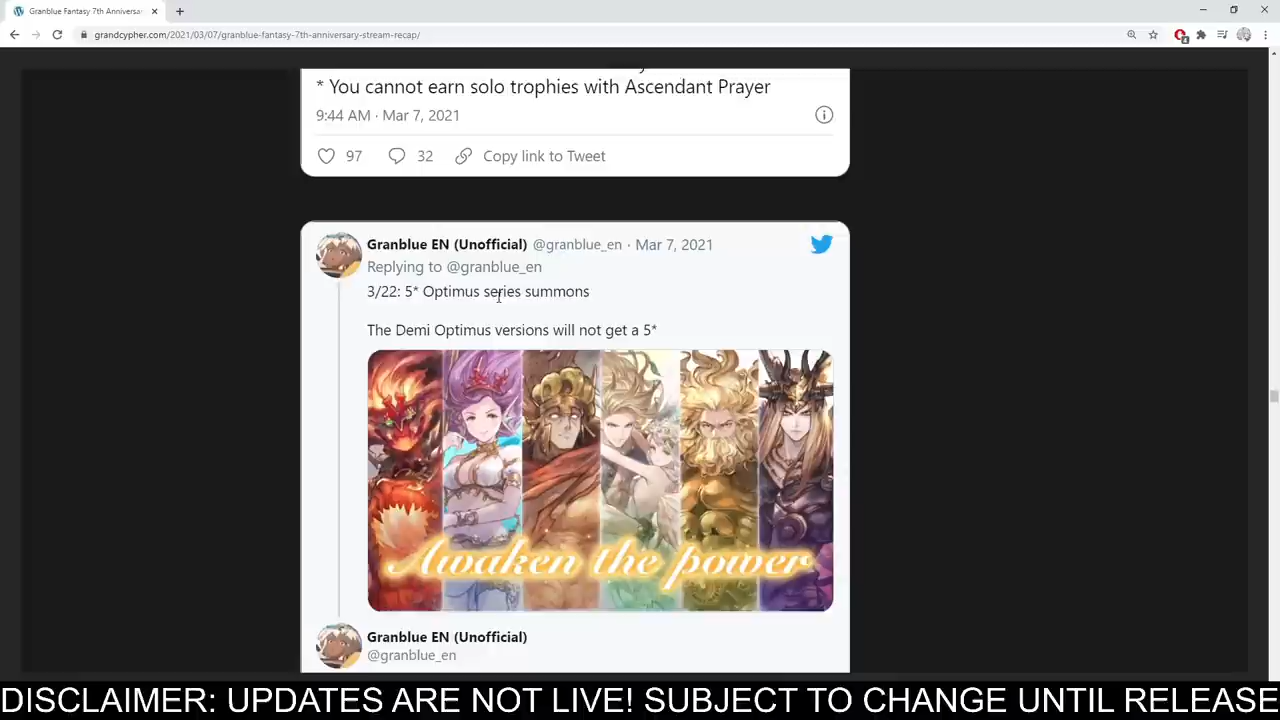 Granblue Fantasy 7th Anniversa
grandcypher.com/2021/03/07/granblue-fantasy-7th-anniversary-stream-recap/
* You cannot earn solo trophies with Ascendant Prayer
9:44 AM · Mar 7, 2021
97 32 Copy link to Tweet
Granblue EN (Unofficial) @granblue_en · Mar 7, 2021
Replying to @granblue_en
3/22: 5* Optimus series summons
The Demi Optimus versions will not get a 5*
Awaken the power
Granblue EN (Unofficial)
@granblue_en
DISCLAIMER: UPDATES ARE NOT LIVE! SUBJECT TO CHANGE UNTIL RELEASE